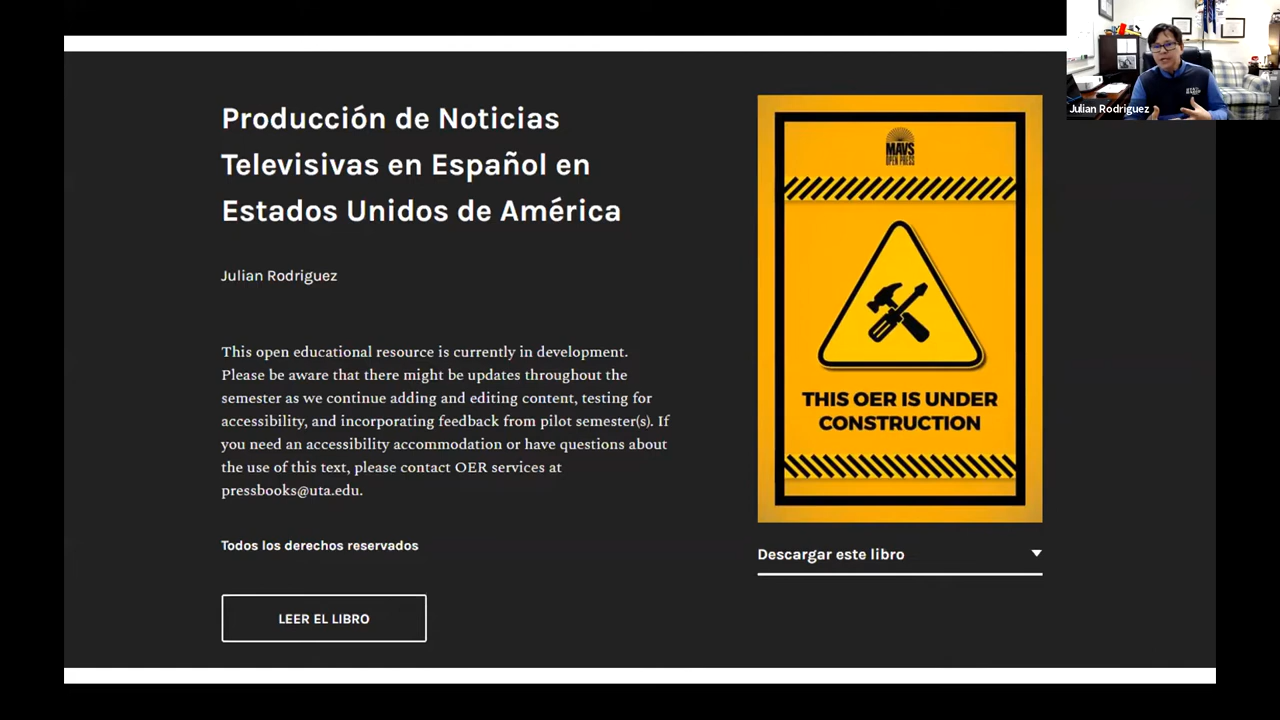 Producción de Noticias
Televisivas en Español en
Estados Unidos de América
Julian Rodriguez
This open educational resource is currently in development.
Please be aware that there might be updates throughout the
semester as we continue adding and editing content, testing for
accessibility, and incorporating feedback from pilot semester(s). If
you need an accessibility accommodation or have questions about
the use of this text, please contact OER services at
pressbooks@uta.edu.
Todos los derechos reservados
LEER EL LIBRO
MAVS
OPEN PRESS
THIS OER IS UNDER
CONSTRUCTION
Descargar este libro
Julian Rodriguez